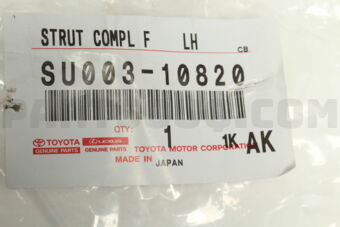 STRUT COMPL F LH CB
SU003-10820
QTY: 1 1K AK
TOYOTA LEXUS
GENUINE PARTS GENUINE PARTS TOYOTA MOTOR CORPORATION
MADE IN JAPAN